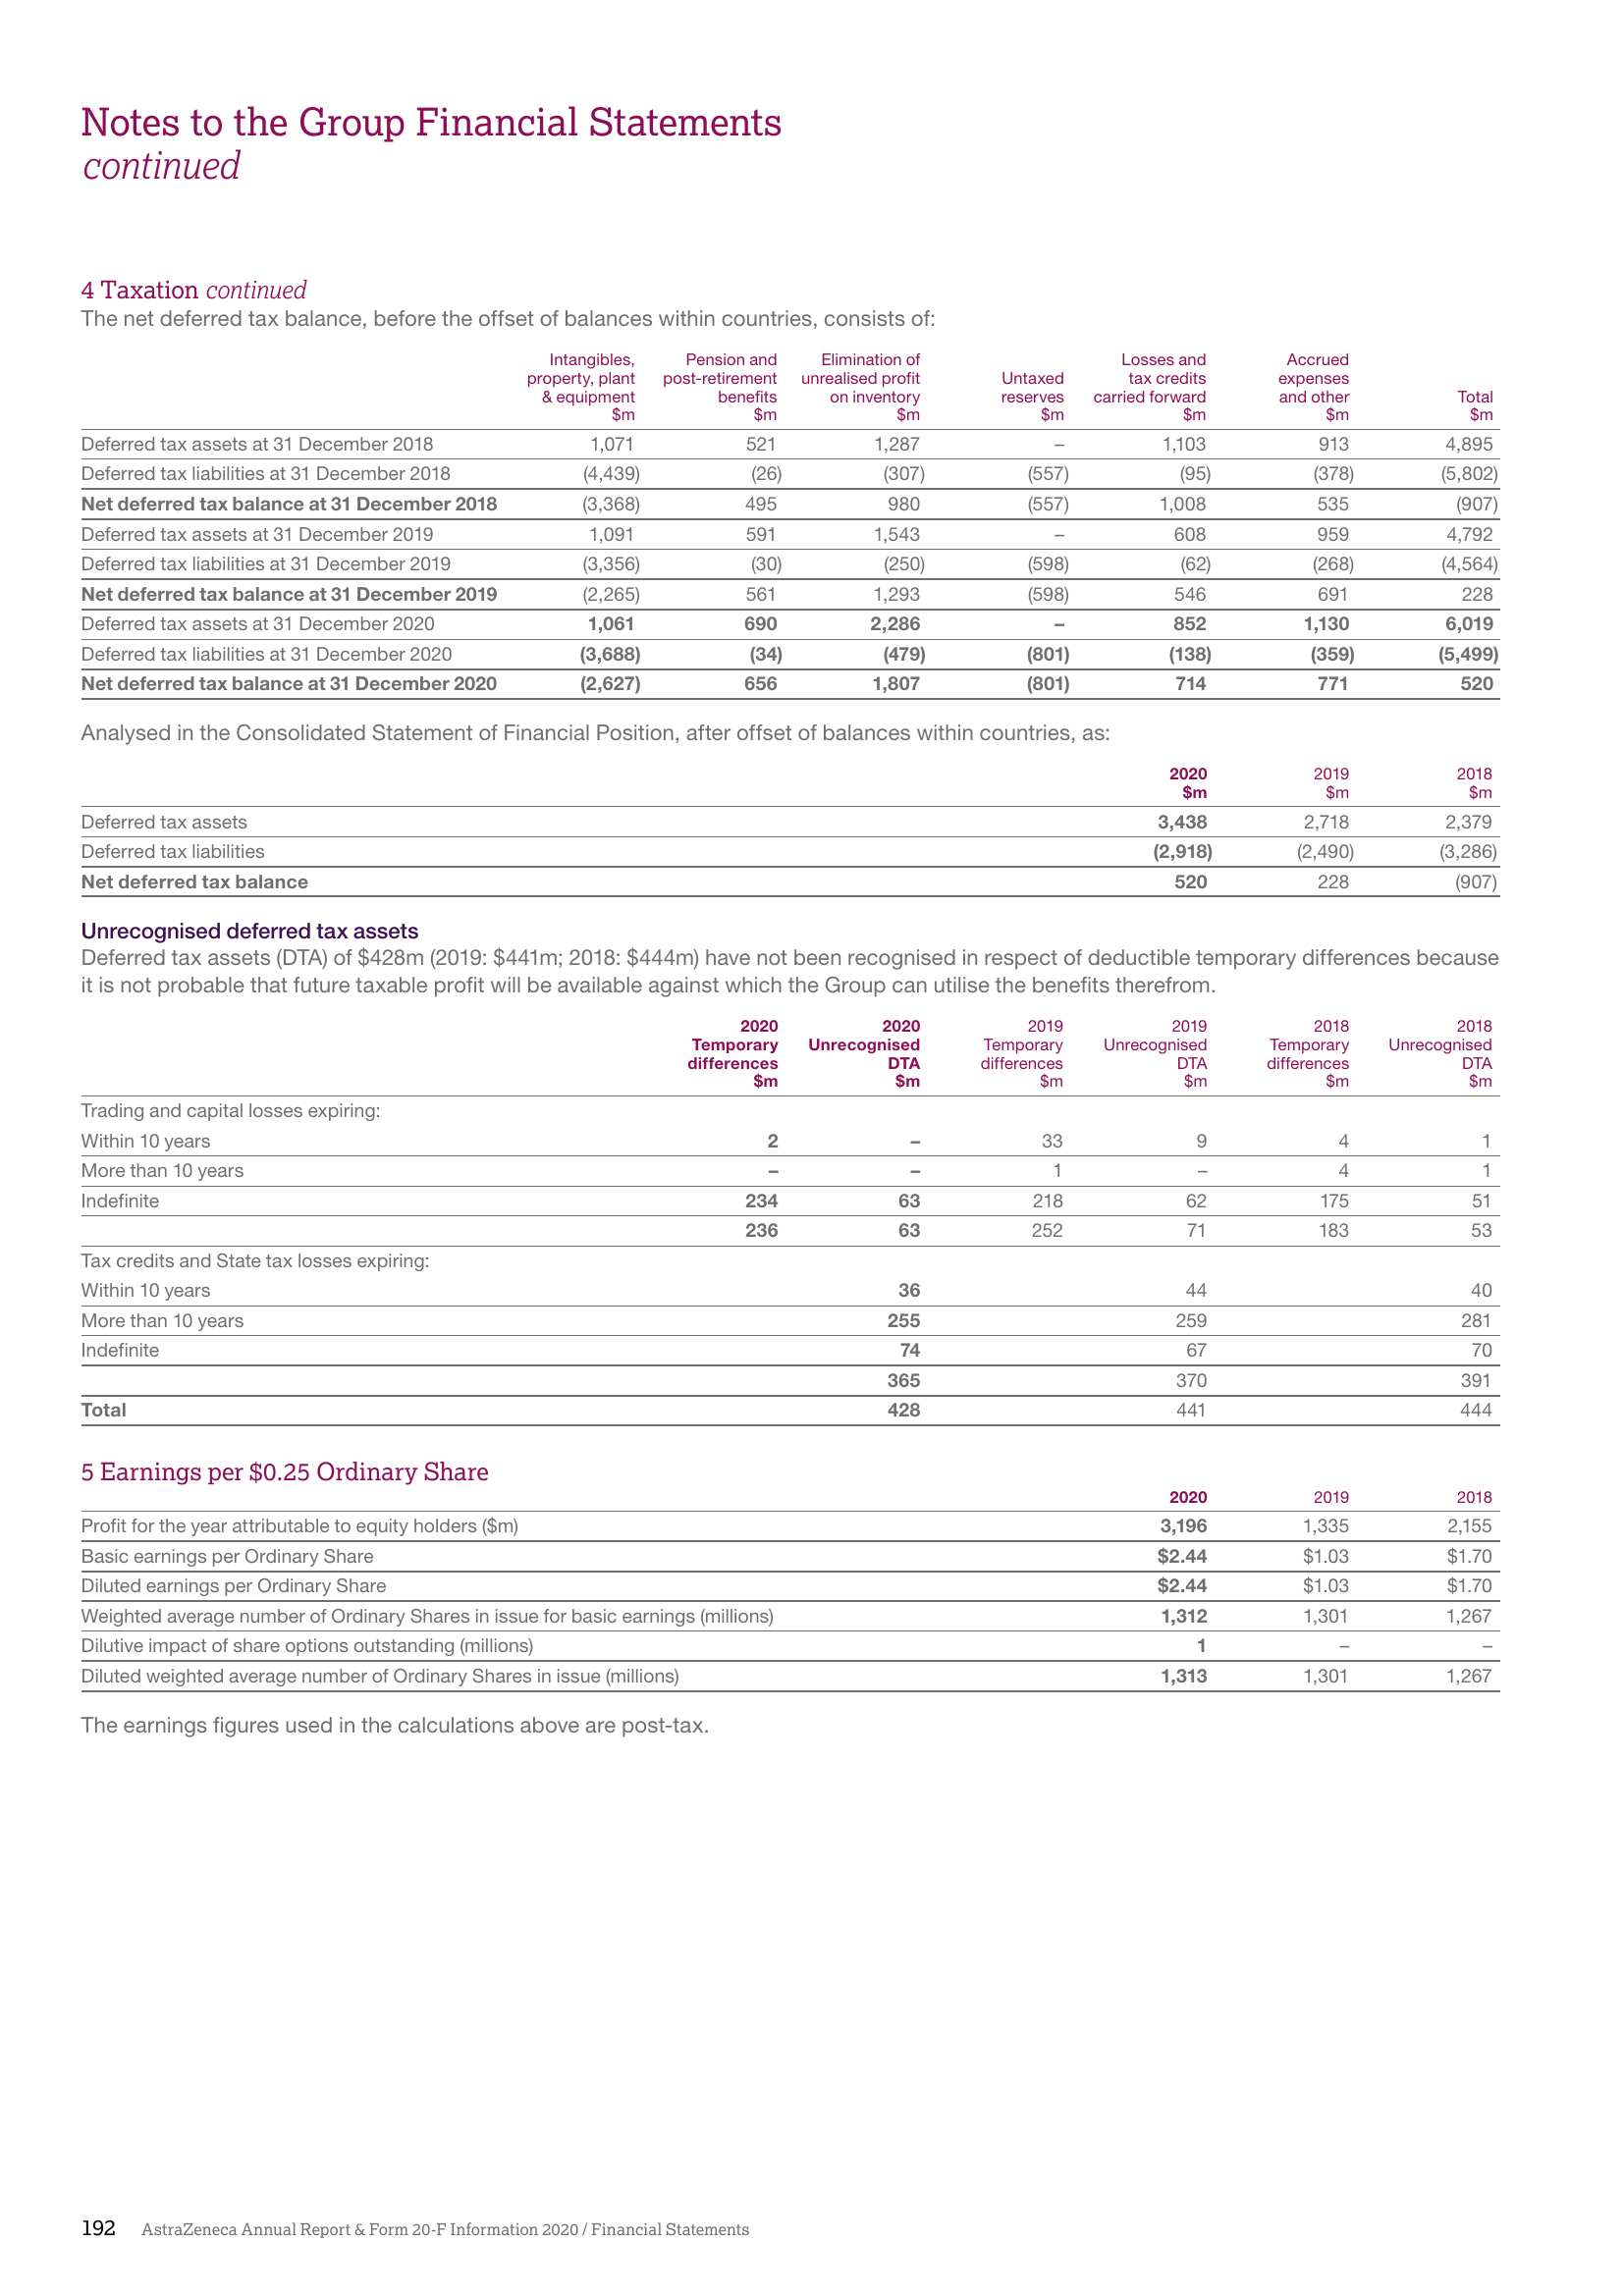 Notes to the Group Financial Statements
continued
4 Taxation continued
The net deferred tax balance, before the offset of balances within countries, consists of:
Intangibles, property, plant & equipment $m Pension and post-retirement benefits $m Elimination of unrealised profit on inventory $m Untaxed reserves $m Losses and tax credits carried forward $m Accrued expenses and other $m Total $m
Deferred tax assets at 31 December 2018 1,071 521 1,287 – 1,103 913 4,895
Deferred tax liabilities at 31 December 2018 (4,439) (26) (307) (557) (95) (378) (5,802)
Net deferred tax balance at 31 December 2018 (3,368) 495 980 (557) 1,008 535 (907)
Deferred tax assets at 31 December 2019 1,091 591 1,543 – 608 959 4,792
Deferred tax liabilities at 31 December 2019 (3,356) (30) (250) (598) (62) (268) (4,564)
Net deferred tax balance at 31 December 2019 (2,265) 561 1,293 (598) 546 691 228
Deferred tax assets at 31 December 2020 1,061 690 2,286 – 852 1,130 6,019
Deferred tax liabilities at 31 December 2020 (3,688) (34) (479) (801) (138) (359) (5,499)
Net deferred tax balance at 31 December 2020 (2,627) 656 1,807 (801) 714 771 520
Analysed in the Consolidated Statement of Financial Position, after offset of balances within countries, as:
2020 2019 2018
$m $m $m
Deferred tax assets 3,438 2,718 2,379
Deferred tax liabilities (2,918) (2,490) (3,286)
Net deferred tax balance 520 228 (907)
Unrecognised deferred tax assets
Deferred tax assets (DTA) of $428m (2019: $441m; 2018: $444m) have not been recognised in respect of deductible temporary differences because
it is not probable that future taxable profit will be available against which the Group can utilise the benefits therefrom.
2020 2020 2019 2019 2018 2018
Temporary Unrecognised Temporary Unrecognised Temporary Unrecognised
differences DTA differences DTA differences DTA
$m $m $m $m $m $m
Trading and capital losses expiring:
Within 10 years 2 – 33 9 4 1
More than 10 years – – 1 – 4 1
Indefinite 234 63 218 62 175 51
236 63 252 71 183 53
Tax credits and State tax losses expiring:
Within 10 years 36 44 40
More than 10 years 255 259 281
Indefinite 74 67 70
365 370 391
Total 428 441 444
5 Earnings per $0.25 Ordinary Share
2020 2019 2018
Profit for the year attributable to equity holders ($m) 3,196 1,335 2,155
Basic earnings per Ordinary Share $2.44 $1.03 $1.70
Diluted earnings per Ordinary Share $2.44 $1.03 $1.70
Weighted average number of Ordinary Shares in issue for basic earnings (millions) 1,312 1,301 1,267
Dilutive impact of share options outstanding (millions) 1 – –
Diluted weighted average number of Ordinary Shares in issue (millions) 1,313 1,301 1,267
The earnings figures used in the calculations above are post-tax.
192 AstraZeneca Annual Report & Form 20-F Information 2020 / Financial Statements